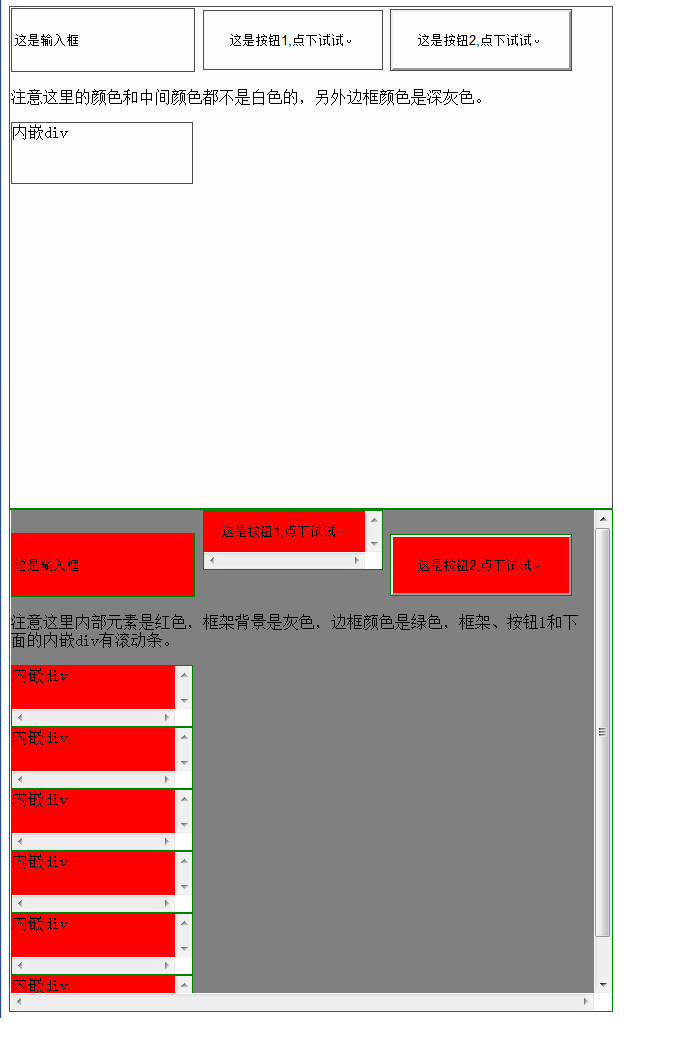 这是输入框
这是按钮1,点下试试~
这是按钮2,点下试试~
注意这里的颜色和中间颜色都不是白色的，另外边框颜色是深灰色。
内嵌div
这是输入框
这是按钮1,点下试试~
这是按钮2,点下试试~
注意这里内部元素是红色，框架背景是灰色，边框颜色是绿色，框架、按钮1和下
面的内嵌div有滚动条。
内嵌div
内嵌div
内嵌div
内嵌div
内嵌div
内嵌div